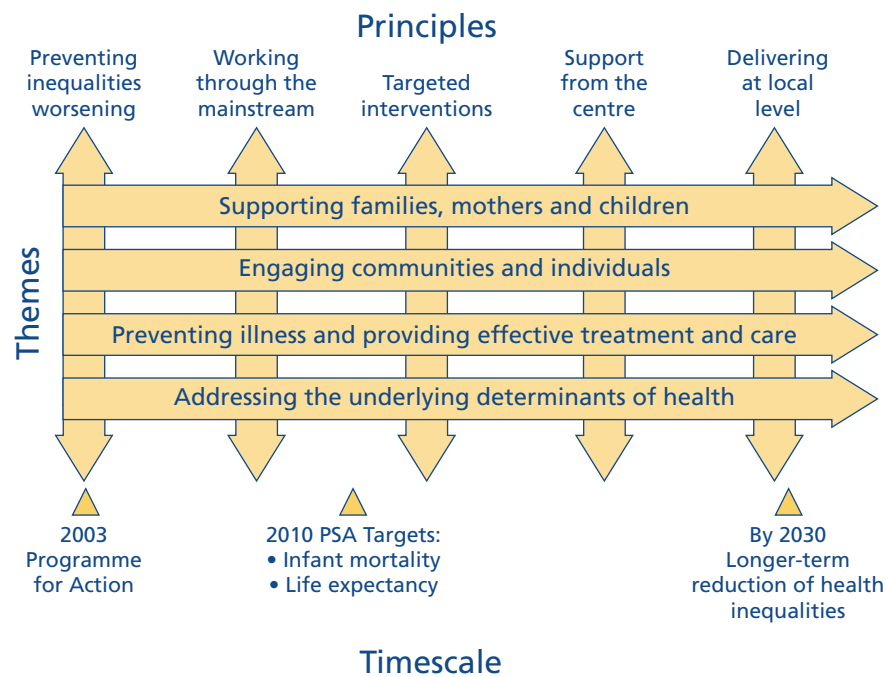 Principles
Preventing
inequalities
worsening
Working
through the
mainstream
Targeted
interventions
Support
from the
centre
Delivering
at local
level
Themes
Supporting families, mothers and children
Engaging communities and individuals
Preventing illness and providing effective treatment and care
Addressing the underlying determinants of health
2003
Programme
for Action
2010 PSA Targets:
• Infant mortality
• Life expectancy
By 2030
Longer-term
reduction of health
inequalities
Timescale